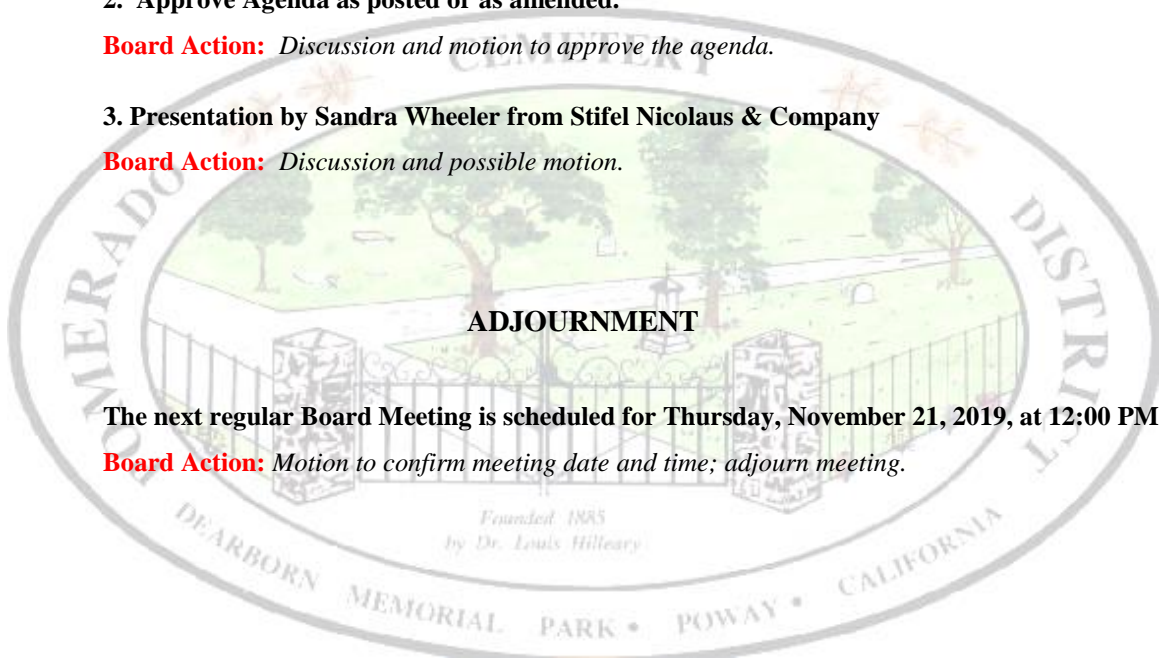 2. Approve Agenda as posted or as amended.
Board Action: Discussion and motion to approve the agenda.
CEMETERY
3. Presentation by Sandra Wheeler from Stifel Nicolaus & Company
Board Action: Discussion and possible motion.
POMERADO
DISTRICT
ADJOURNMENT
The next regular Board Meeting is scheduled for Thursday, November 21, 2019, at 12:00 PM
Board Action: Motion to confirm meeting date and time; adjourn meeting.
Founded 1885
by Dr. Louis Hilleary
DEARBORN MEMORIAL PARK • POWAY • CALIFORNIA